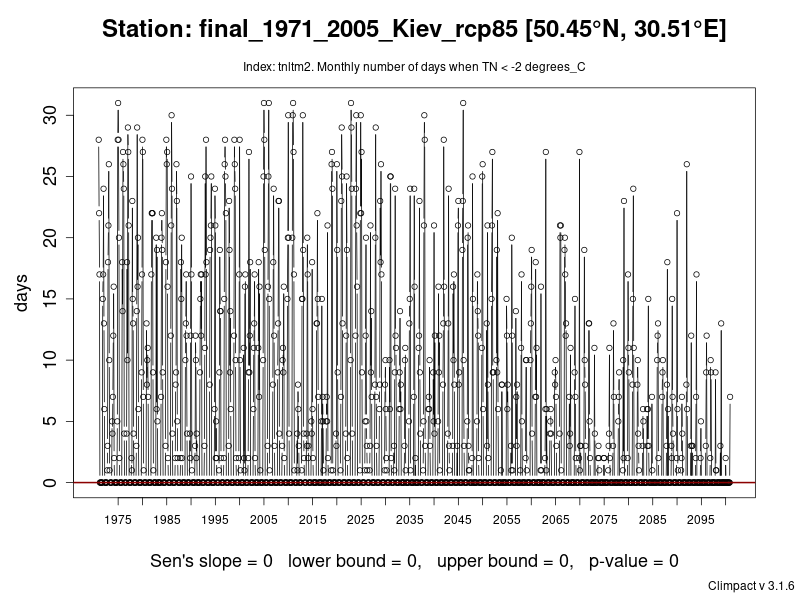 Station: final_1971_2005_Kiev_rcp85 [50.45°N, 30.51°E]
Index: tnltm2. Monthly number of days when TN < -2 degrees_C
days
30
25
20
15
10
5
0
1975 1985 1995 2005 2015 2025 2035 2045 2055 2065 2075 2085 2095
Sen's slope = 0 lower bound = 0, upper bound = 0, p-value = 0
Climpact v 3.1.6